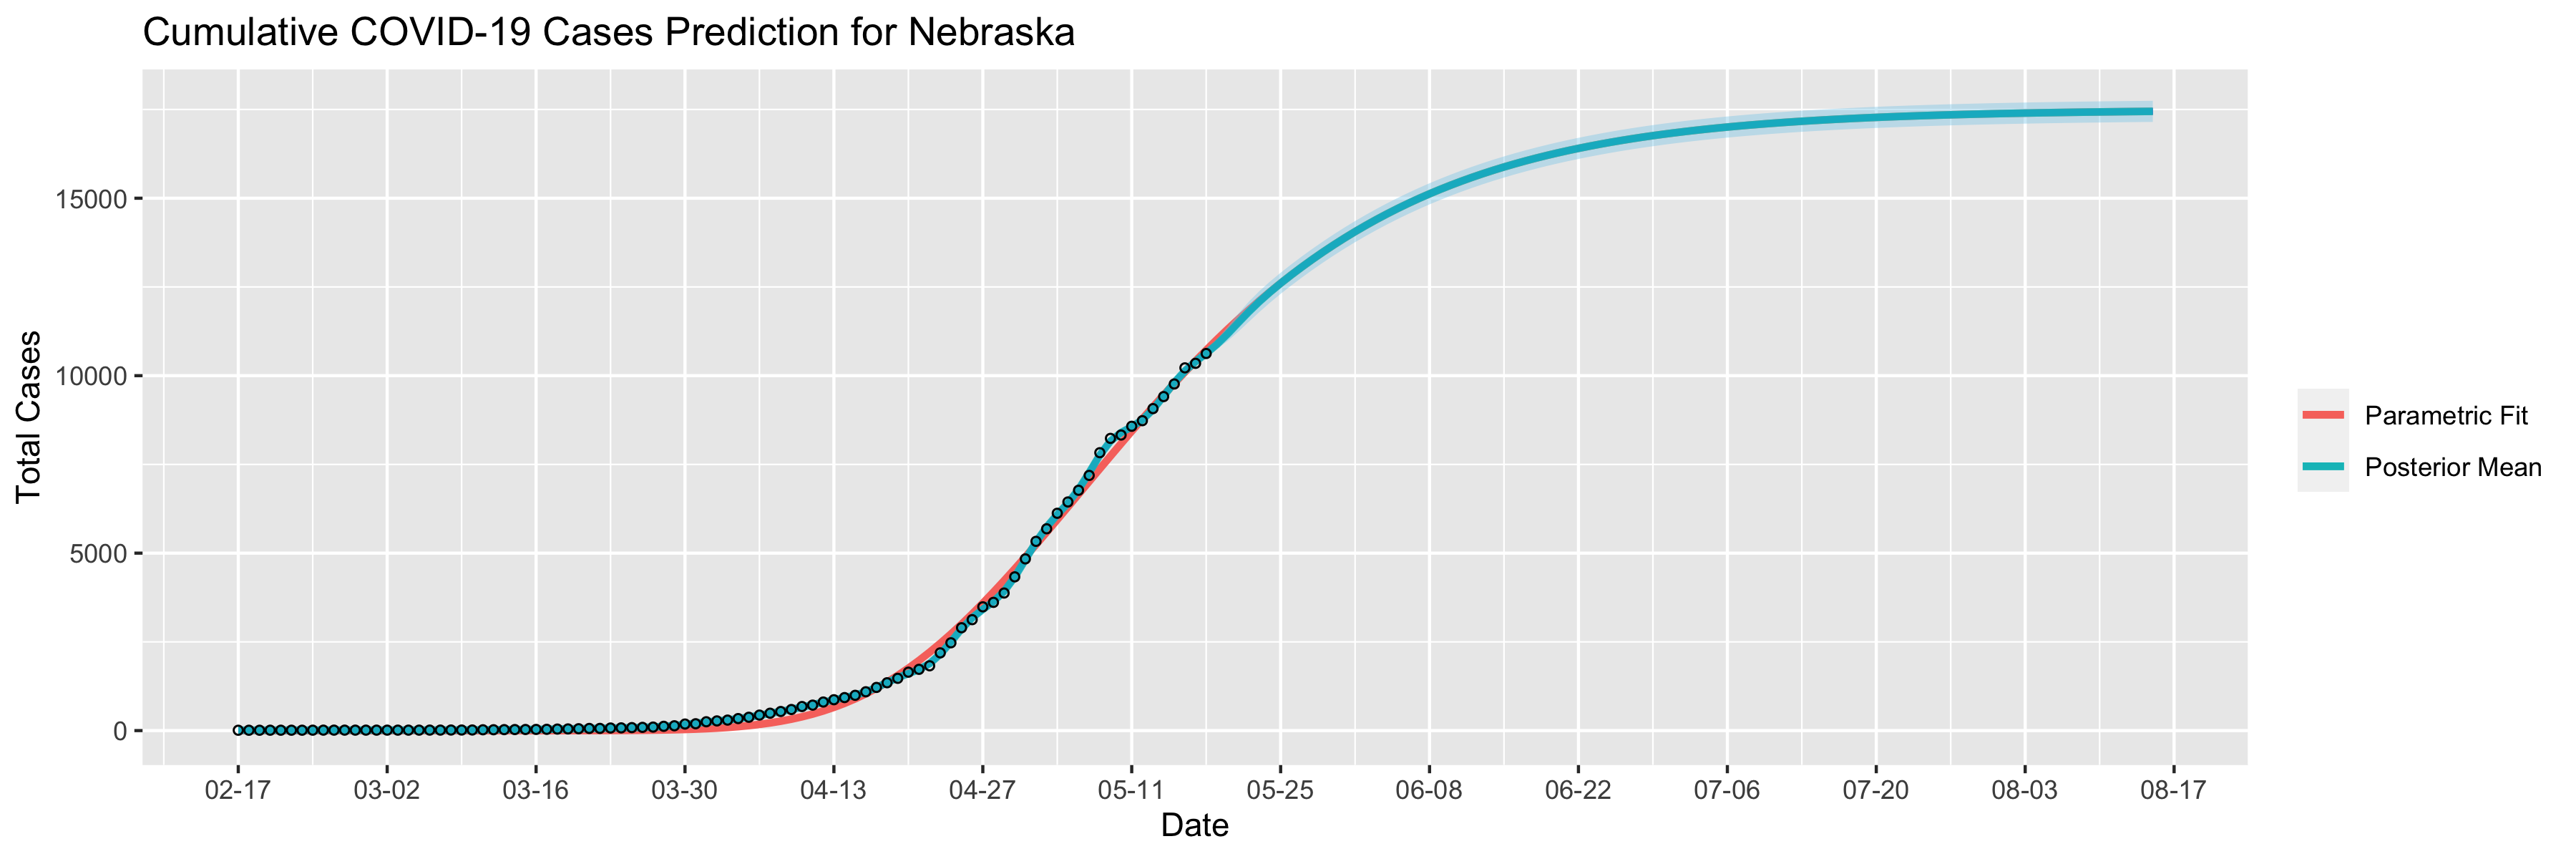 Cumulative COVID-19 Cases Prediction for Nebraska
Total Cases
15000
10000
5000
0
Parametric Fit
Posterior Mean
02-17 03-02 03-16 03-30 04-13 04-27 05-11 05-25 06-08 06-22 07-06 07-20 08-03 08-17
Date